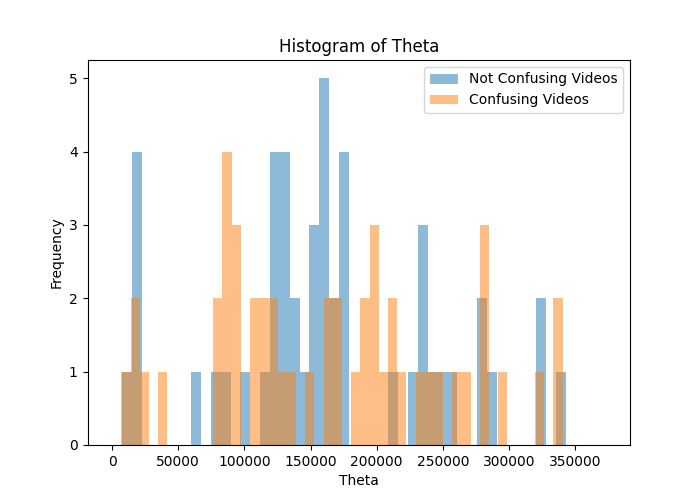 Histogram of Theta
Not Confusing Videos
Confusing Videos
Frequency
5
4
3
2
1
0
0 50000 100000 150000 200000 250000 300000 350000
Theta